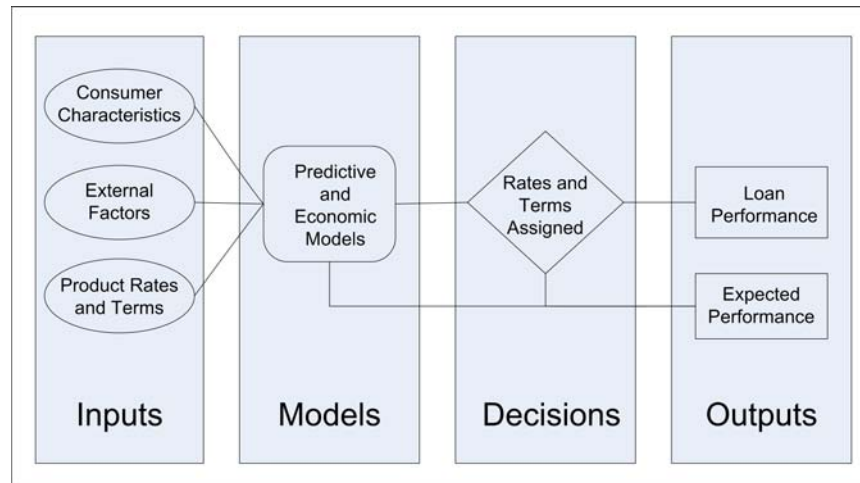 Consumer
Characteristics
External
Factors
Product Rates
and Terms
Inputs
Predictive
and
Economic
Models
Models
Rates and
Terms
Assigned
Decisions
Loan
Performance
Expected
Performance
Outputs